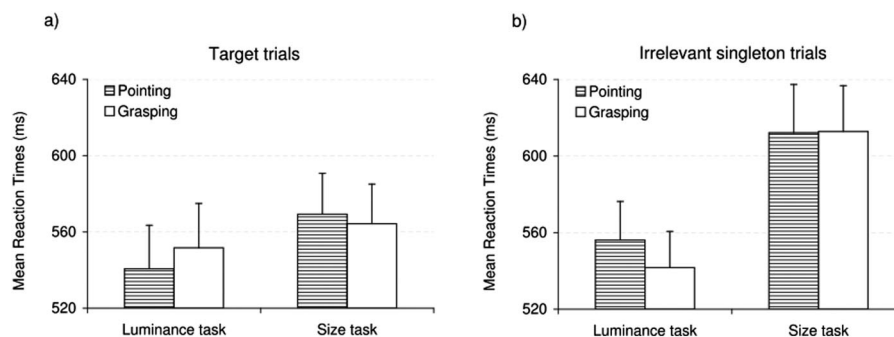 a)
Target trials
640
600
560
520
Mean Reaction Times (ms)
Pointing
Grasping
Luminance task
Size task
b)
Irrelevant singleton trials
640
600
560
520
Mean Reaction Times (ms)
Pointing
Grasping
Luminance task
Size task